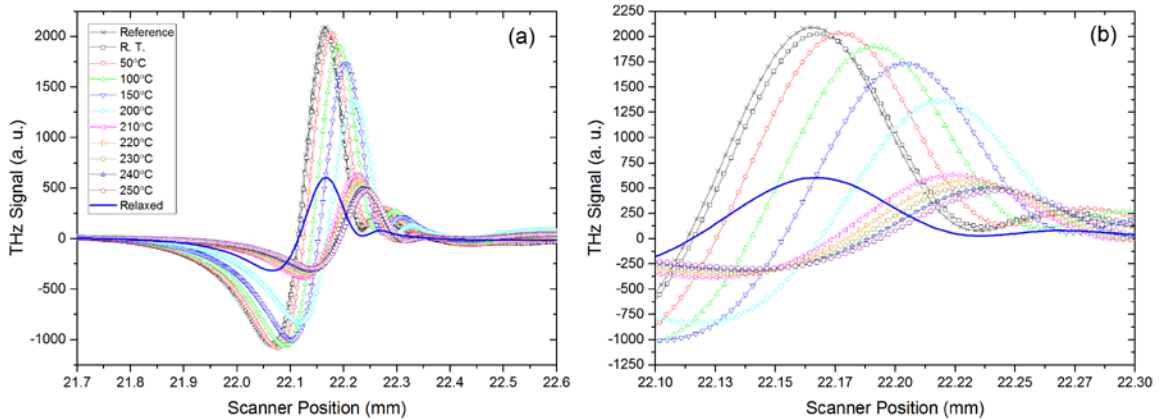 (a)
THz Signal (a. u.)
2000
1500
1000
500
0
-500
-1000
Reference
R. T.
50°C
100°C
150°C
200°C
210°C
220°C
230°C
240°C
250°C
Relaxed
21.7 21.8 21.9 22.0 22.1 22.2 22.3 22.4 22.5 22.6
Scanner Position (mm)
(b)
THz Signal (a. u.)
2250
2000
1750
1500
1250
1000
750
500
250
0
-250
-500
-750
-1000
-1250
22.10 22.12 22.15 22.17 22.20 22.23 22.25 22.27 22.30
Scanner Position (mm)